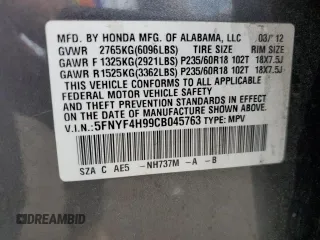 MFD. BY HONDA MFG. OF ALABAMA, LLC 03/'12
GVWR 2765KG(6096LBS) TIRE SIZE RIM SIZE
GAWR F 1325KG(2921LBS) P235/60R18 102T 18X7.5J
GAWR R 1525KG(3362LBS) P235/60R18 102T 18X7.5J
THIS VEHICLE CONFORMS TO ALL APPLICABLE
FEDERAL MOTOR VEHICLE SAFETY AND THEFT
PREVENTION STANDARDS IN EFFECT ON THE DATE
OF MANUFACTURE SHOWN ABOVE.
V.I.N.: 5FNYF4H99CB045763 TYPE: MPV
SZA C AE5 -NH737M -A -B
© DREAMBID
DREAMBID.COM